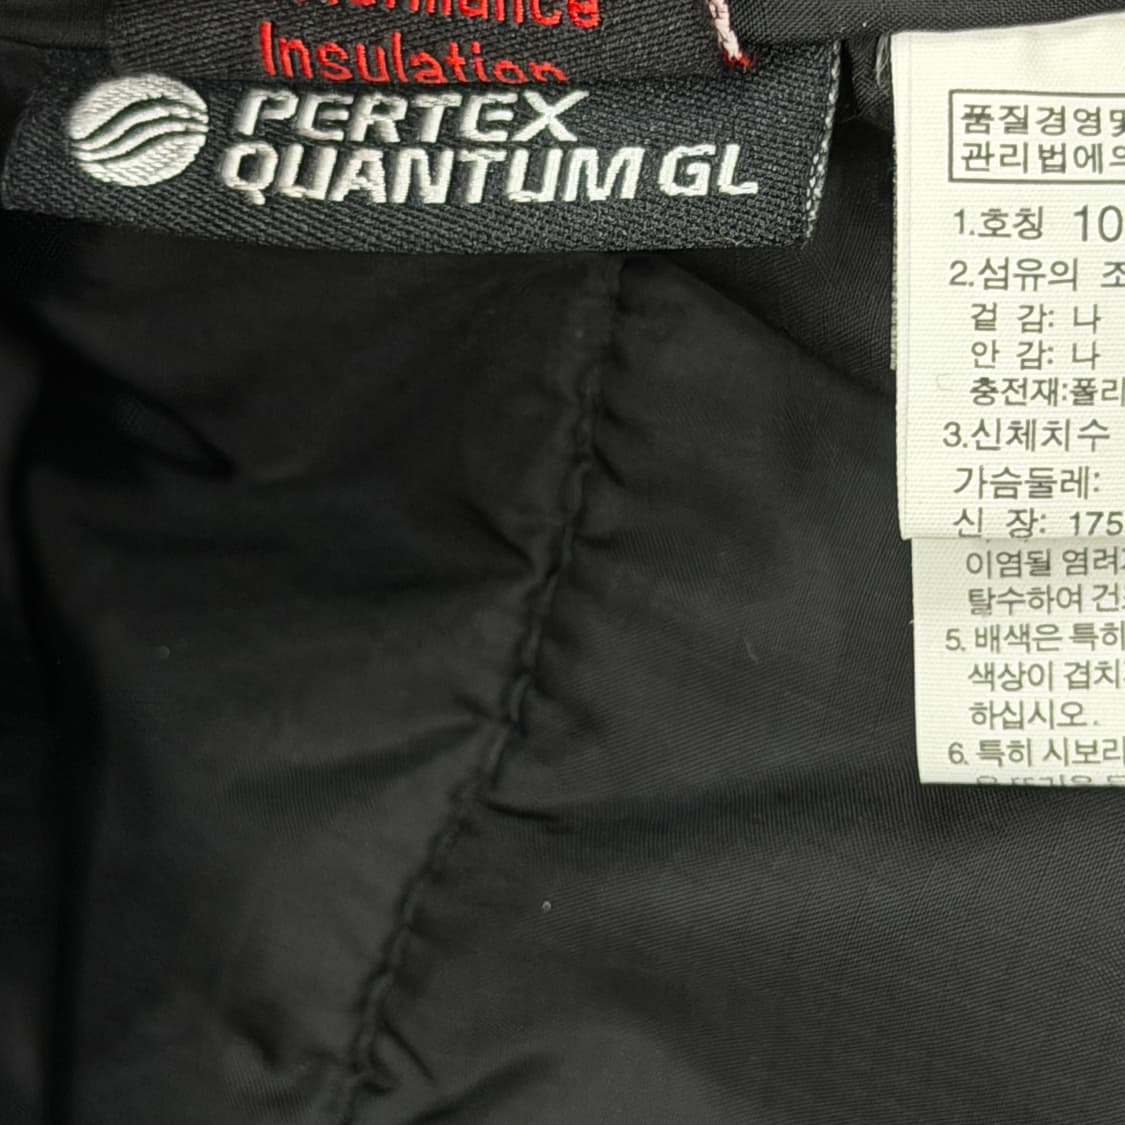 Insulation
PERTEX
QUANTUM GL
품질경영및
관리법에의
1.호칭 10
2.섬유의 조
겉 감: 나
안 감: 나
충전재:폴리
3.신체치수
가슴둘레:
신 장: 175
이염될 염려
탈수하여 건
5. 배색은 특히
색상이 겹치
하십시오.
6. 특히 시보리